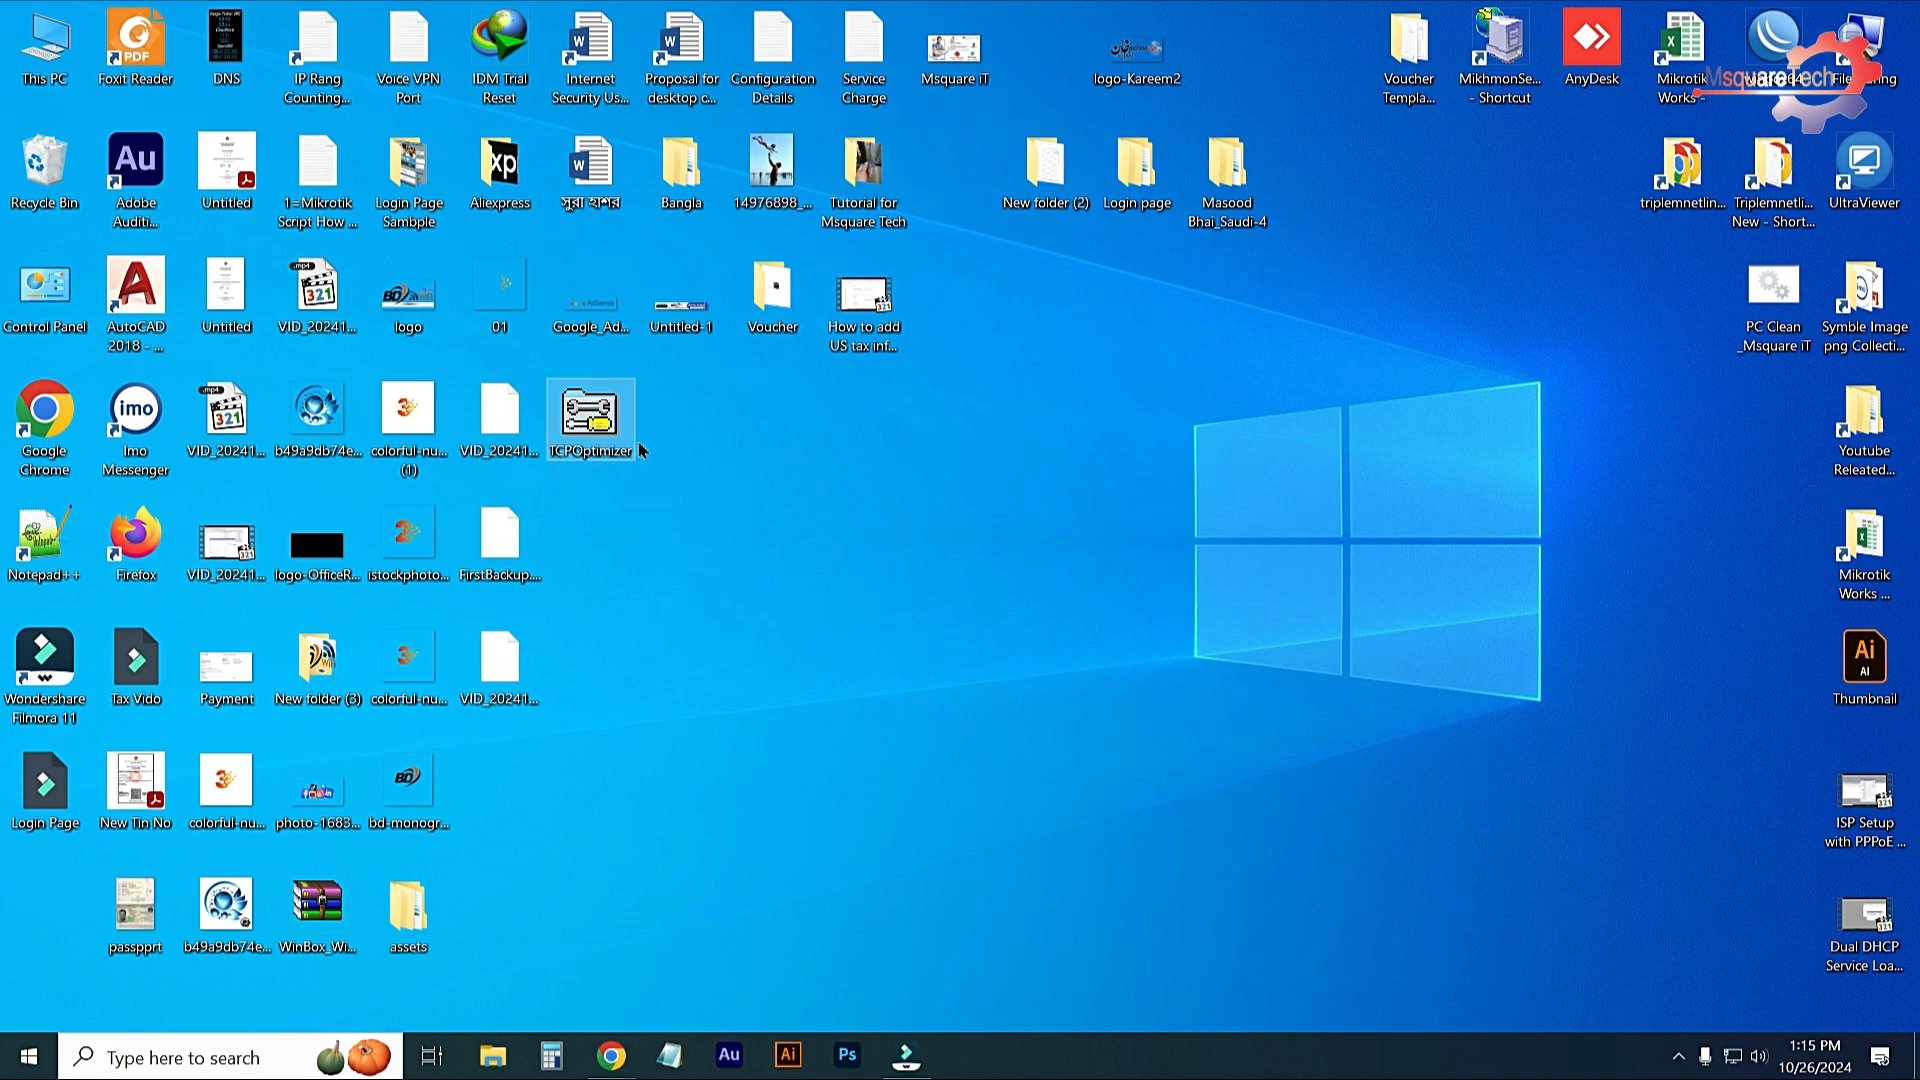 This PC
Foxit Reader
DNS
IP Rang
Counting...
Voice VPN
Port
IDM Trial
Reset
Internet
Security Us...
Proposal for
desktop c...
Configuration
Details
Service
Charge
Msquare iT
logo-Kareem2
Voucher
Templa...
MikhmonSe...
- Shortcut
AnyDesk
Mikrotik
Works -
MsquareTech
Recycle Bin
Adobe
Auditi...
Untitled
1=Mikrotik
Script How ...
Login Page
Sambple
Aliexpress
সুরা হাশর
Bangla
14976898_...
Tutorial for
Msquare Tech
New folder (2)
Login page
Masood
Bhai_Saudi-4
triplemnetlin...
Triplemnetli...
New - Short...
UltraViewer
Control Panel
AutoCAD
2018 - ...
Untitled
VID_20241...
logo
01
Google_Ad...
Untitled-1
Voucher
How to add
US tax inf...
PC Clean
_Msquare iT
Symble Image
png Collecti...
Google
Chrome
Imo
Messenger
VID_20241...
b49a9db74e...
colorful-nu...
(1)
VID_20241...
TCPOptimizer
Youtube
Releated...
Notepad++
Firefox
VID_20241...
logo-OfficeR...
istockphoto...
FirstBackup....
Mikrotik
Works ...
Wondershare
Filmora 11
Tax Vido
Payment
New folder (3)
colorful-nu...
VID_20241...
Thumbnail
Login Page
New Tin No
colorful-nu...
photo-1683...
bd-monogr...
ISP Setup
with PPPoE ...
passpprt
b49a9db74e...
WinBox_Wi...
assets
Dual DHCP
Service Loa...
Type here to search
Au
Ai
Ps
1:15 PM
10/26/2024